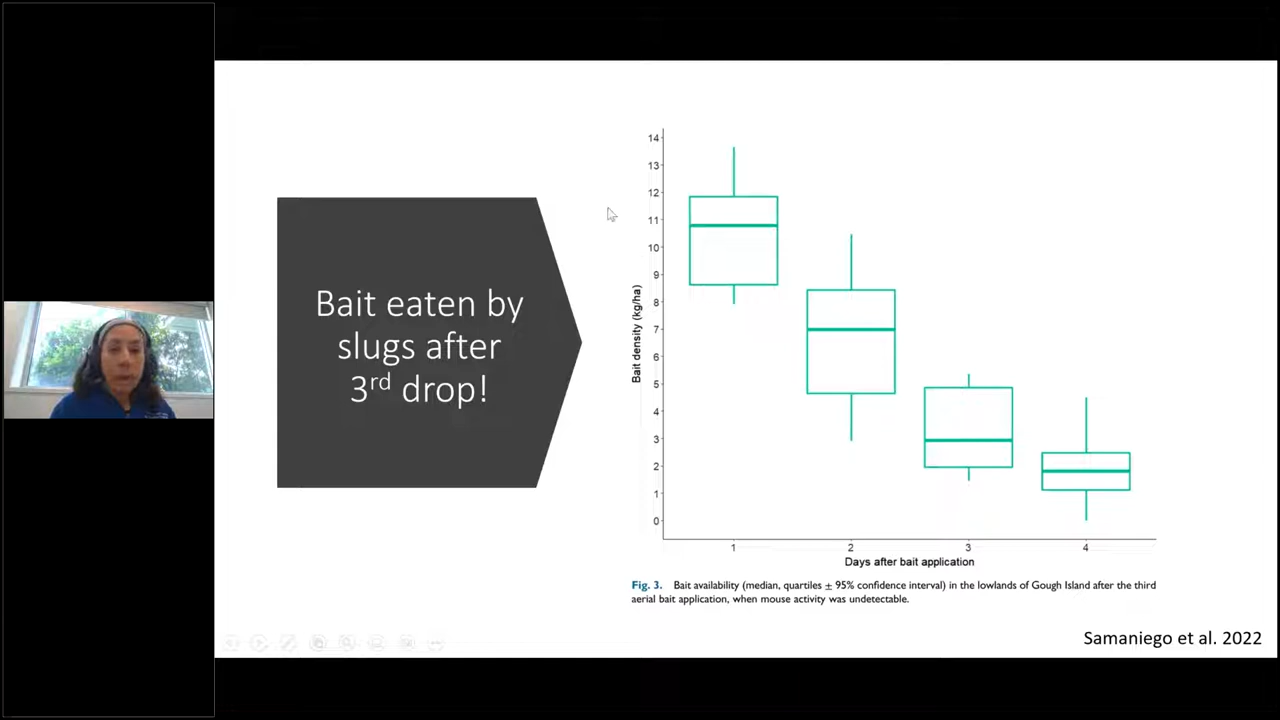 Bait eaten by
slugs after
3rd drop!
14
13
12
11
10
9
8
7
6
5
4
3
2
1
0
Bait density (kg/ha)
1 2 3 4
Days after bait application
Fig. 3. Bait availability (median, quartiles ± 95% confidence interval) in the lowlands of Gough Island after the third
aerial bait application, when mouse activity was undetectable.
Samaniego et al. 2022